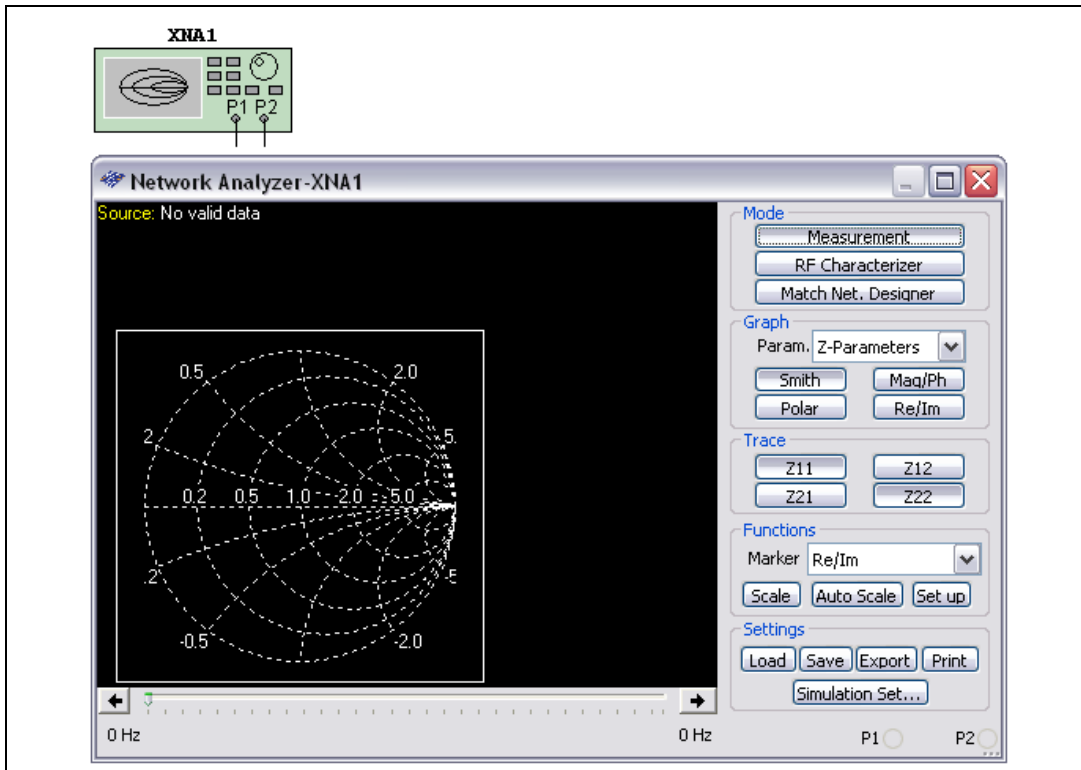 XNA1
P1 P2
Network Analyzer-XNA1
Source: No valid data
0.5
2.0
2
5.
0.2 0.5 1.0 2.0 5.0
.2
-5
-0.5
-2.0
0 Hz
0 Hz
Mode
Measurement
RF Characterizer
Match Net. Designer
Graph
Param. Z-Parameters
Smith Mag/Ph
Polar Re/Im
Trace
Z11 Z12
Z21 Z22
Functions
Marker Re/Im
Scale Auto Scale Set up
Settings
Load Save Export Print
Simulation Set...
P1 P2